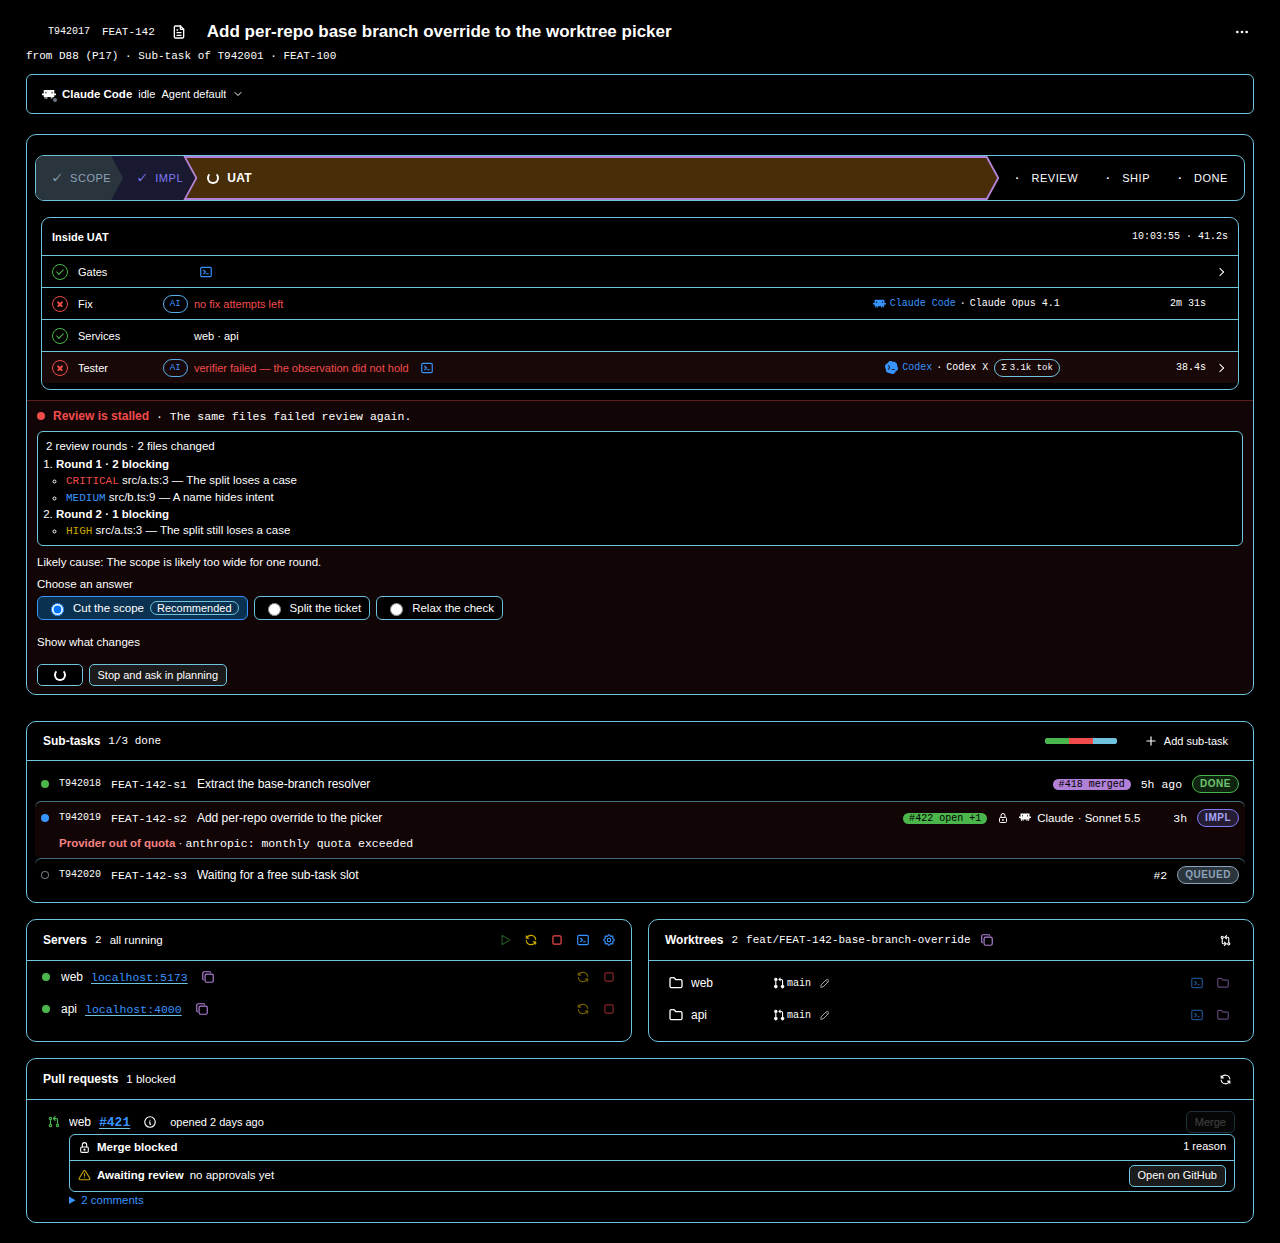 T942017 FEAT-142 Add per-repo base branch override to the worktree picker
from D88 (P17) · Sub-task of T942001 · FEAT-100
Claude Code idle Agent default
SCOPE IMPL UAT · REVIEW · SHIP · DONE
Inside UAT 10:03:55 · 41.2s
Gates
Fix AI no fix attempts left Claude Code · Claude Opus 4.1 2m 31s
Services web · api
Tester AI verifier failed — the observation did not hold Codex · Codex X Σ 3.1k tok 38.4s
Review is stalled · The same files failed review again.
2 review rounds · 2 files changed
1. Round 1 · 2 blocking
CRITICAL src/a.ts:3 — The split loses a case
MEDIUM src/b.ts:9 — A name hides intent
2. Round 2 · 1 blocking
HIGH src/a.ts:3 — The split still loses a case
Likely cause: The scope is likely too wide for one round.
Choose an answer
Cut the scope Recommended Split the ticket Relax the check
Show what changes
Stop and ask in planning
Sub-tasks 1/3 done Add sub-task
T942018 FEAT-142-s1 Extract the base-branch resolver #418 merged 5h ago DONE
T942019 FEAT-142-s2 Add per-repo override to the picker #422 open +1 Claude · Sonnet 5.5 3h IMPL
Provider out of quota · anthropic: monthly quota exceeded
T942020 FEAT-142-s3 Waiting for a free sub-task slot #2 QUEUED
Servers 2 all running
web localhost:5173
api localhost:4000
Worktrees 2 feat/FEAT-142-base-branch-override
web main
api main
Pull requests 1 blocked
web #421 opened 2 days ago Merge
Merge blocked 1 reason
Awaiting review no approvals yet Open on GitHub
2 comments